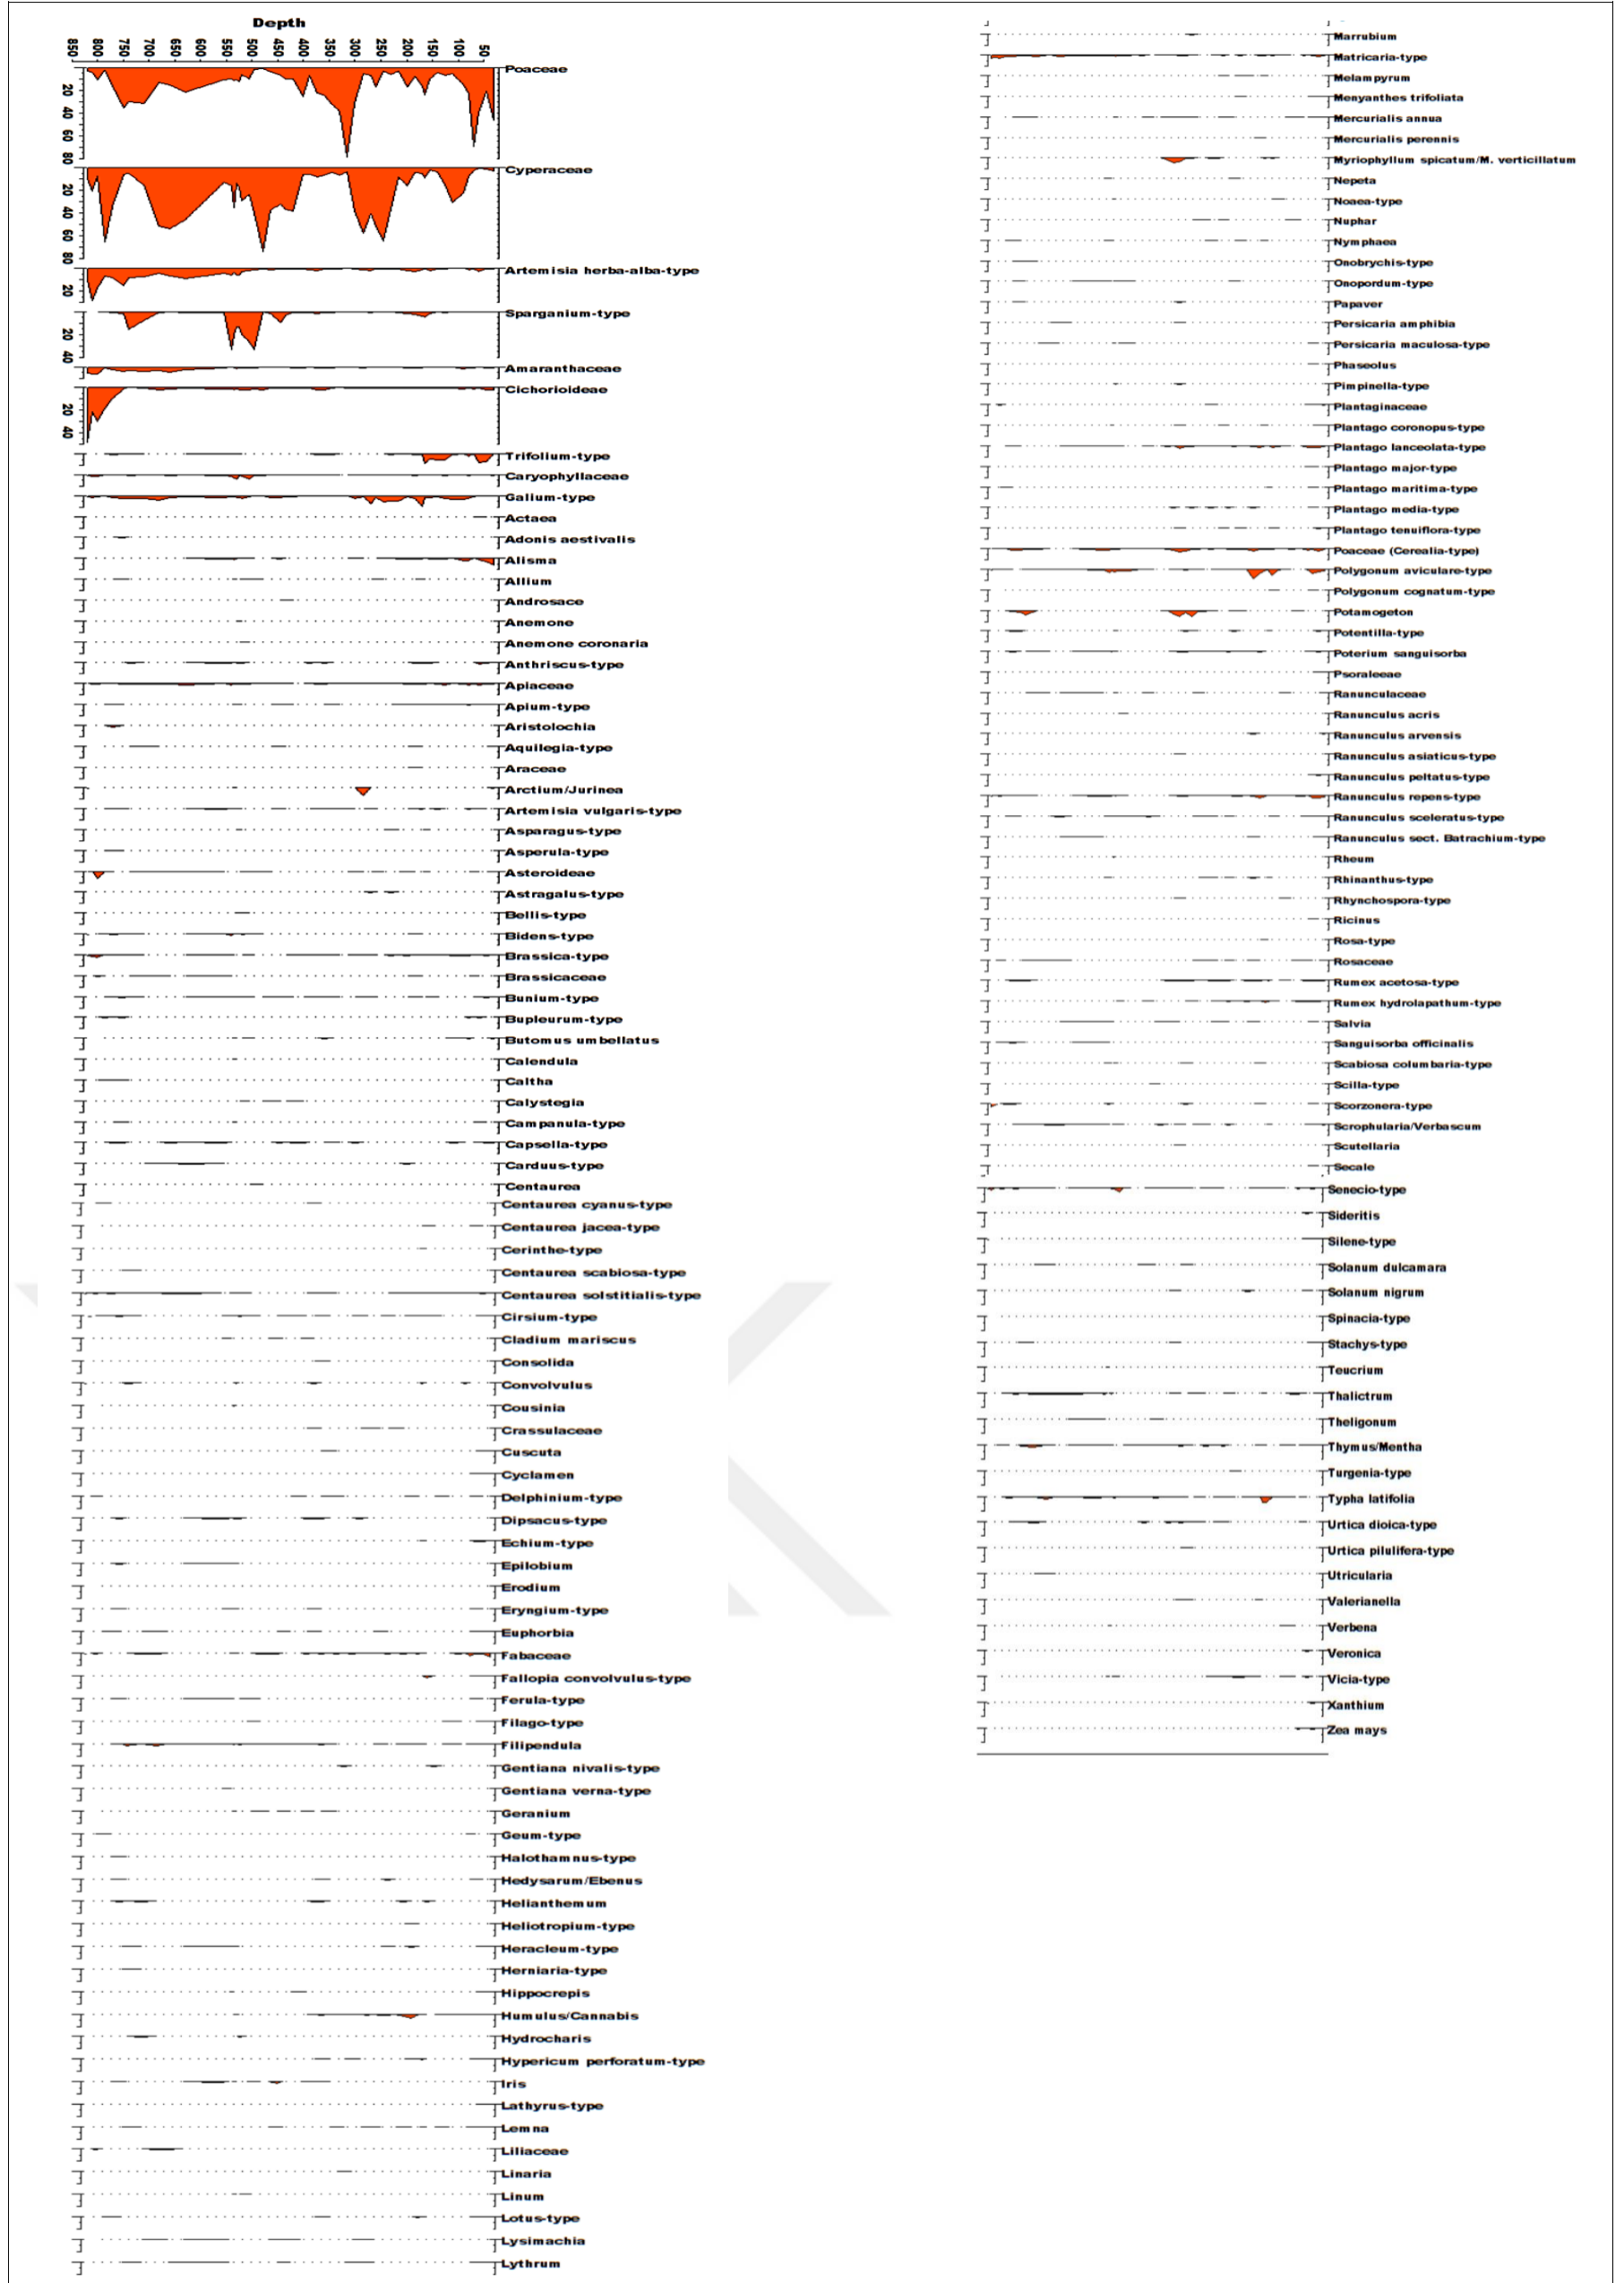 Depth
850 800 750 700 650 600 550 500 450 400 350 300 250 200 150 100 50
Poaceae
20 40 60 80
Cyperaceae
20 40 60 80
Artemisia herba-alba-type
20
Sparganium-type
20 40
Amaranthaceae
Cichorioideae
20 40
Trifolium-type
Caryophyllaceae
Galium-type
Actaea
Adonis aestivalis
Alisma
Allium
Androsace
Anemone
Anemone coronaria
Anthriscus-type
Apiaceae
Apium-type
Aristolochia
Aquilegia-type
Araceae
Arctium/Jurinea
Artemisia vulgaris-type
Asparagus-type
Asperula-type
Asteroideae
Astragalus-type
Bellis-type
Bidens-type
Brassica-type
Brassicaceae
Bunium-type
Bupleurum-type
Butomus umbellatus
Calendula
Caltha
Calystegia
Campanula-type
Capsella-type
Carduus-type
Centaurea
Centaurea cyanus-type
Centaurea jacea-type
Cerinthe-type
Centaurea scabiosa-type
Centaurea solstitialis-type
Cirsium-type
Cladium mariscus
Consolida
Convolvulus
Cousinia
Crassulaceae
Cuscuta
Cyclamen
Delphinium-type
Dipsacus-type
Echium-type
Epilobium
Erodium
Eryngium-type
Euphorbia
Fabaceae
Fallopia convolvulus-type
Ferula-type
Filago-type
Filipendula
Gentiana nivalis-type
Gentiana verna-type
Geranium
Geum-type
Halothamnus-type
Hedysarum/Ebenus
Helianthemum
Heliotropium-type
Heracleum-type
Herniaria-type
Hippocrepis
Humulus/Cannabis
Hydrocharis
Hypericum perforatum-type
Iris
Lathyrus-type
Lemna
Liliaceae
Linaria
Linum
Lotus-type
Lysimachia
Lythrum
Marrubium
Matricaria-type
Melampyrum
Menyanthes trifoliata
Mercurialis annua
Mercurialis perennis
Myriophyllum spicatum/M. verticillatum
Nepeta
Noaea-type
Nuphar
Nymphaea
Onobrychis-type
Onopordum-type
Papaver
Persicaria amphibia
Persicaria maculosa-type
Phaseolus
Pimpinella-type
Plantaginaceae
Plantago coronopus-type
Plantago lanceolata-type
Plantago major-type
Plantago maritima-type
Plantago media-type
Plantago tenuiflora-type
Poaceae (Cerealia-type)
Polygonum aviculare-type
Polygonum cognatum-type
Potamogeton
Potentilla-type
Poterium sanguisorba
Psoraleeae
Ranunculaceae
Ranunculus acris
Ranunculus arvensis
Ranunculus asiaticus-type
Ranunculus peltatus-type
Ranunculus repens-type
Ranunculus sceleratus-type
Ranunculus sect. Batrachium-type
Rheum
Rhinanthus-type
Rhynchospora-type
Ricinus
Rosa-type
Rosaceae
Rumex acetosa-type
Rumex hydrolapathum-type
Salvia
Sanguisorba officinalis
Scabiosa columbaria-type
Scilla-type
Scorzonera-type
Scrophularia/Verbascum
Scutellaria
Secale
Senecio-type
Sideritis
Silene-type
Solanum dulcamara
Solanum nigrum
Spinacia-type
Stachys-type
Teucrium
Thalictrum
Theligonum
Thymus/Mentha
Turgenia-type
Typha latifolia
Urtica dioica-type
Urtica pilulifera-type
Utricularia
Valerianella
Verbena
Veronica
Vicia-type
Xanthium
Zea mays